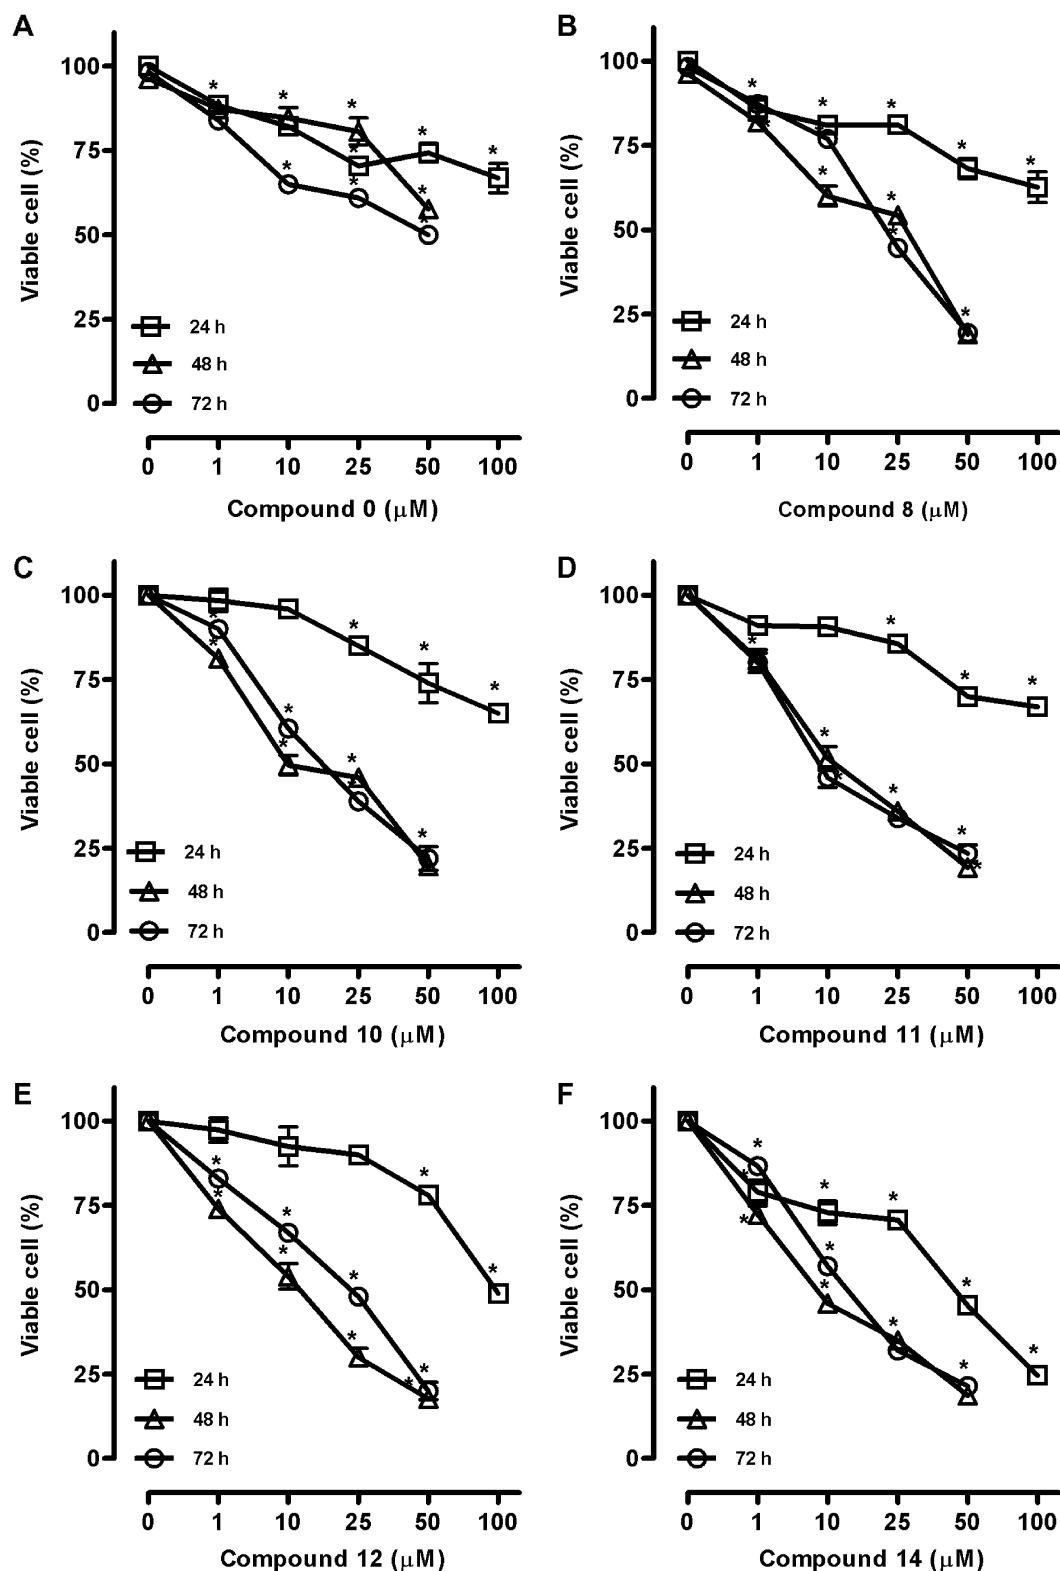 A
Viable cell (%)
100
75
50
25
0
24 h
48 h
72 h
0 1 10 25 50 100
Compound 0 (μM)
B
Viable cell (%)
100
75
50
25
0
24 h
48 h
72 h
0 1 10 25 50 100
Compound 8 (μM)
C
Viable cell (%)
100
75
50
25
0
24 h
48 h
72 h
0 1 10 25 50 100
Compound 10 (μM)
D
Viable cell (%)
100
75
50
25
0
24 h
48 h
72 h
0 1 10 25 50 100
Compound 11 (μM)
E
Viable cell (%)
100
75
50
25
0
24 h
48 h
72 h
0 1 10 25 50 100
Compound 12 (μM)
F
Viable cell (%)
100
75
50
25
0
24 h
48 h
72 h
0 1 10 25 50 100
Compound 14 (μM)